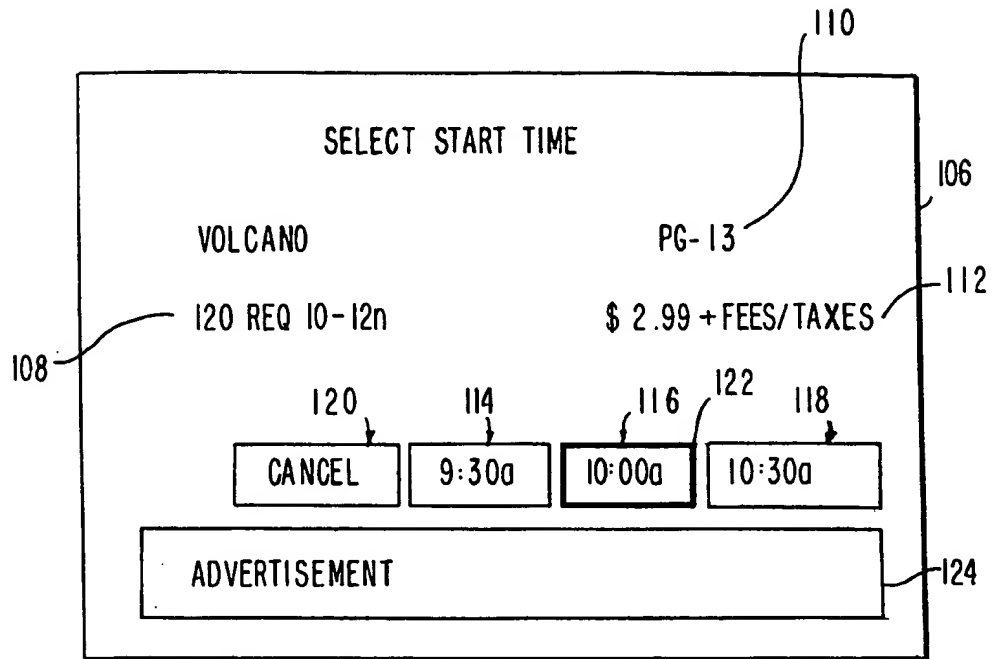 110
SELECT START TIME
106
VOLCANO
PG-13
112
120 REQ 10-12n
$ 2.99 + FEES/TAXES
108
120
114
116
122
118
CANCEL
9:30a
10:00a
10:30a
ADVERTISEMENT
124